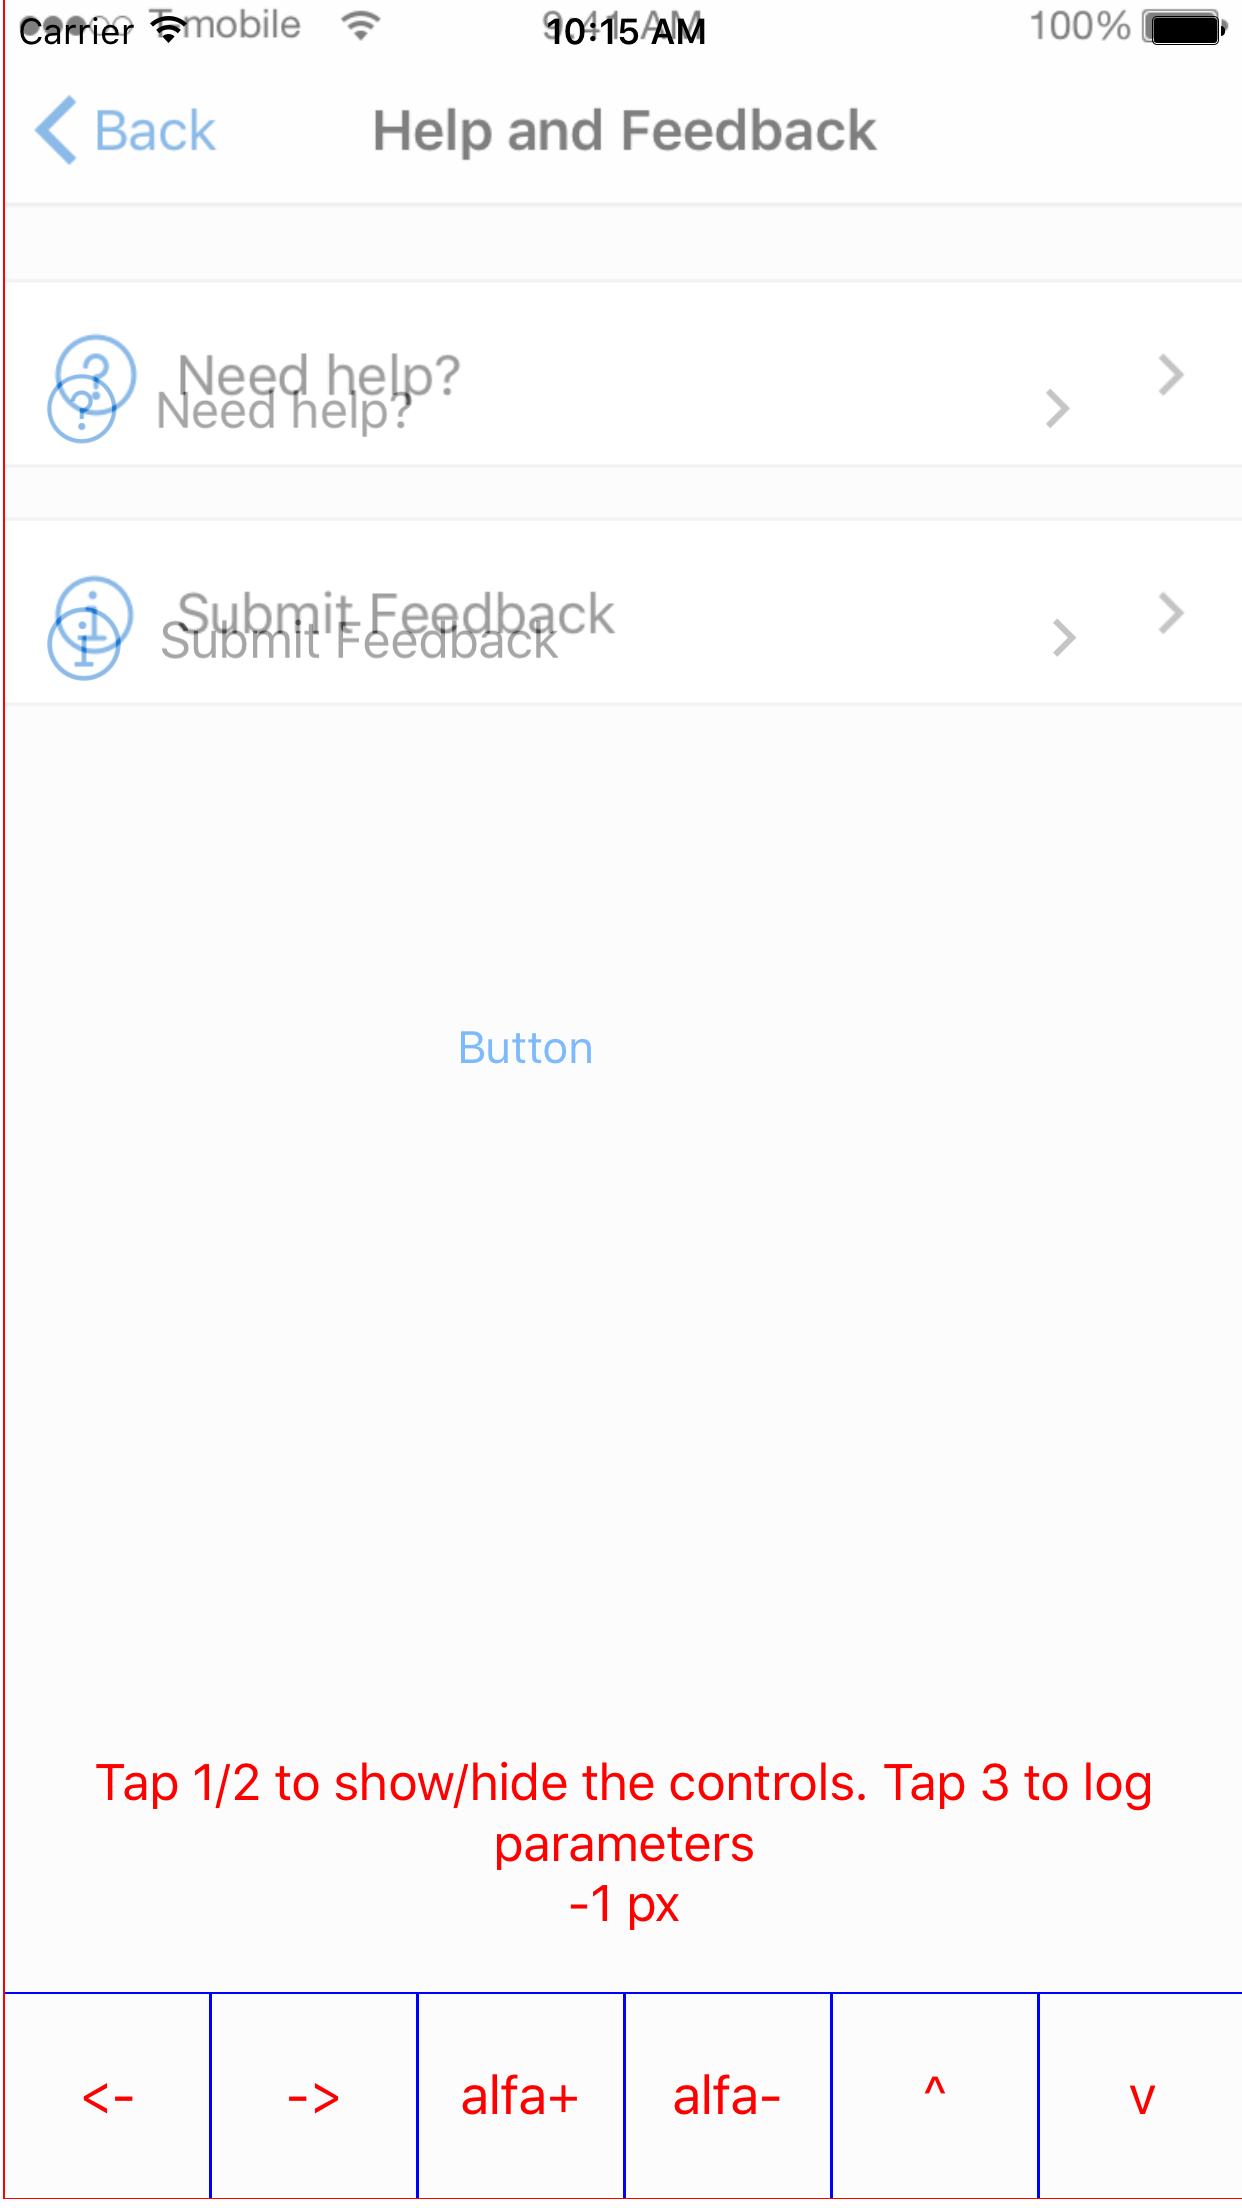 Carrier T-mobile 9:41 AM 10:15 AM 100%
Back Help and Feedback
? Need help?
? Need help?
i Submit Feedback
i Submit Feedback
Button
Tap 1/2 to show/hide the controls. Tap 3 to log
parameters
-1 px
<- -> alfa+ alfa- ^ v